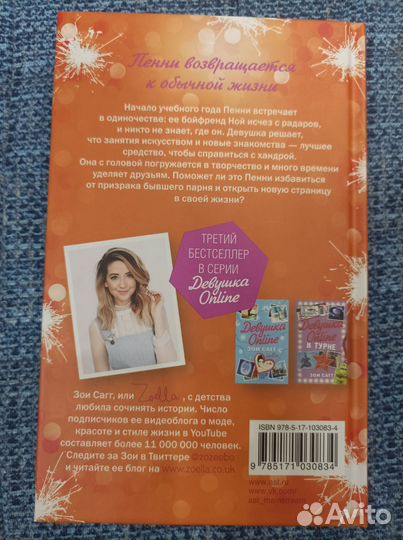 Пенни возвращается
к обычной жизни
Начало учебного года Пенни встречает
в одиночестве: ее бойфренд Ной исчез с радаров,
и никто не знает, где он. Девушка решает,
что занятия искусством и новые знакомства — лучшее
средство, чтобы справиться с хандрой.
Она с головой погружается в творчество и много времени
уделяет друзьям. Поможет ли это Пенни избавиться
от призрака бывшего парня и открыть новую страницу
в своей жизни?
ТРЕТИЙ
БЕСТСЕЛЛЕР
В СЕРИИ
Девушка
Online
Девушка
Online
ЗОИ САГГ
Девушка
Online
В ТУРНЕ
ЗОИ САГГ
Зои Сагг, или Zoella, с детства
любила сочинять истории. Число
подписчиков ее видеоблога о моде,
красоте и стиле жизни в YouTube
составляет более 11 000 000 человек.
Следите за Зои в Твиттере @zozeebo
и читайте ее блог на www.zoella.co.uk
ISBN 978-5-17-103083-4
9 785171 030834
www.ast.ru
www.vk.com/
ast_mainstream
Avito